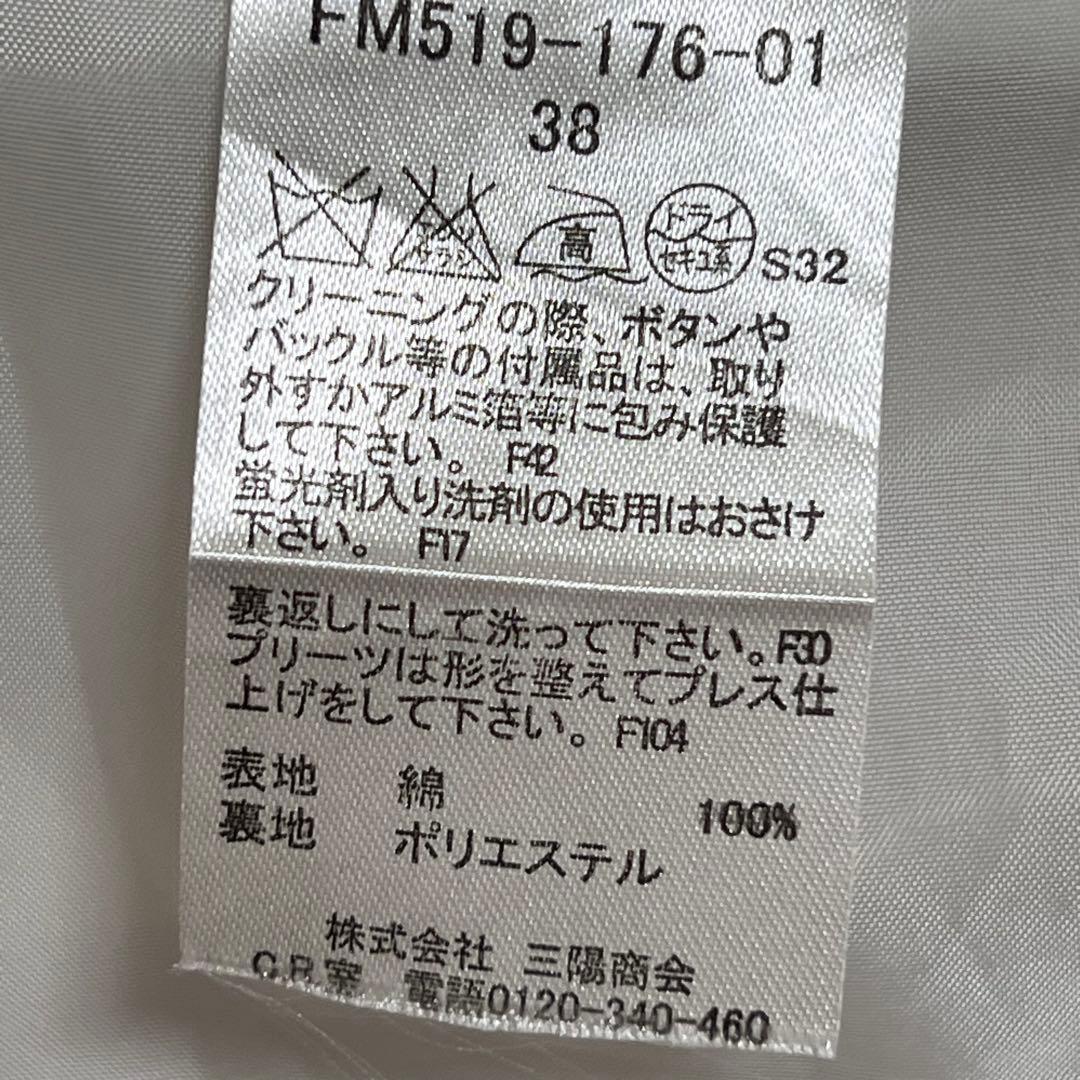 FM519-176-01
38
エンソ
サラシ
高
ドライ
セキユ系
S32
クリーニングの際、ボタンや
バックル等の付属品は、取り
外すかアルミ箔等に包み保護
して下さい。 F42
蛍光剤入り洗剤の使用はおさけ
下さい。 F17
裏返しにして洗って下さい。F30
プリーツは形を整えてプレス仕
上げをして下さい。 F104
表地 綿 100%
裏地 ポリエステル
株式会社 三陽商会
C.R.室 電話0120-340-460